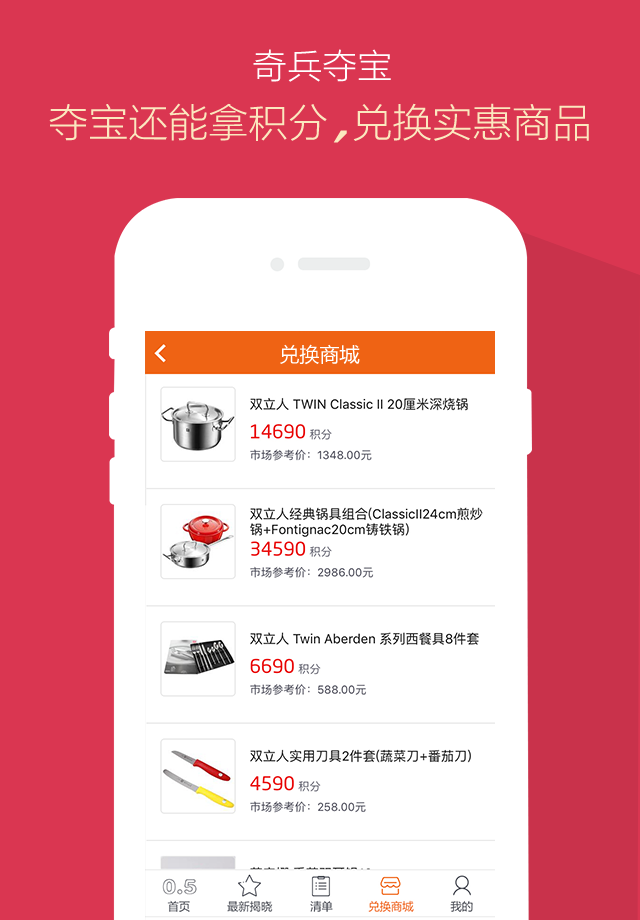 奇兵夺宝
夺宝还能拿积分,兑换实惠商品
兑换商城
双立人 TWIN Classic II 20厘米深烧锅
14690 积分
市场参考价：1348.00元
双立人经典锅具组合(ClassicII24cm煎炒
锅+Fontignac20cm铸铁锅)
34590 积分
市场参考价：2986.00元
双立人 Twin Aberden 系列西餐具8件套
6690 积分
市场参考价：588.00元
双立人实用刀具2件套(蔬菜刀+番茄刀)
4590 积分
市场参考价：258.00元
0.5
首页 最新揭晓 清单 兑换商城 我的